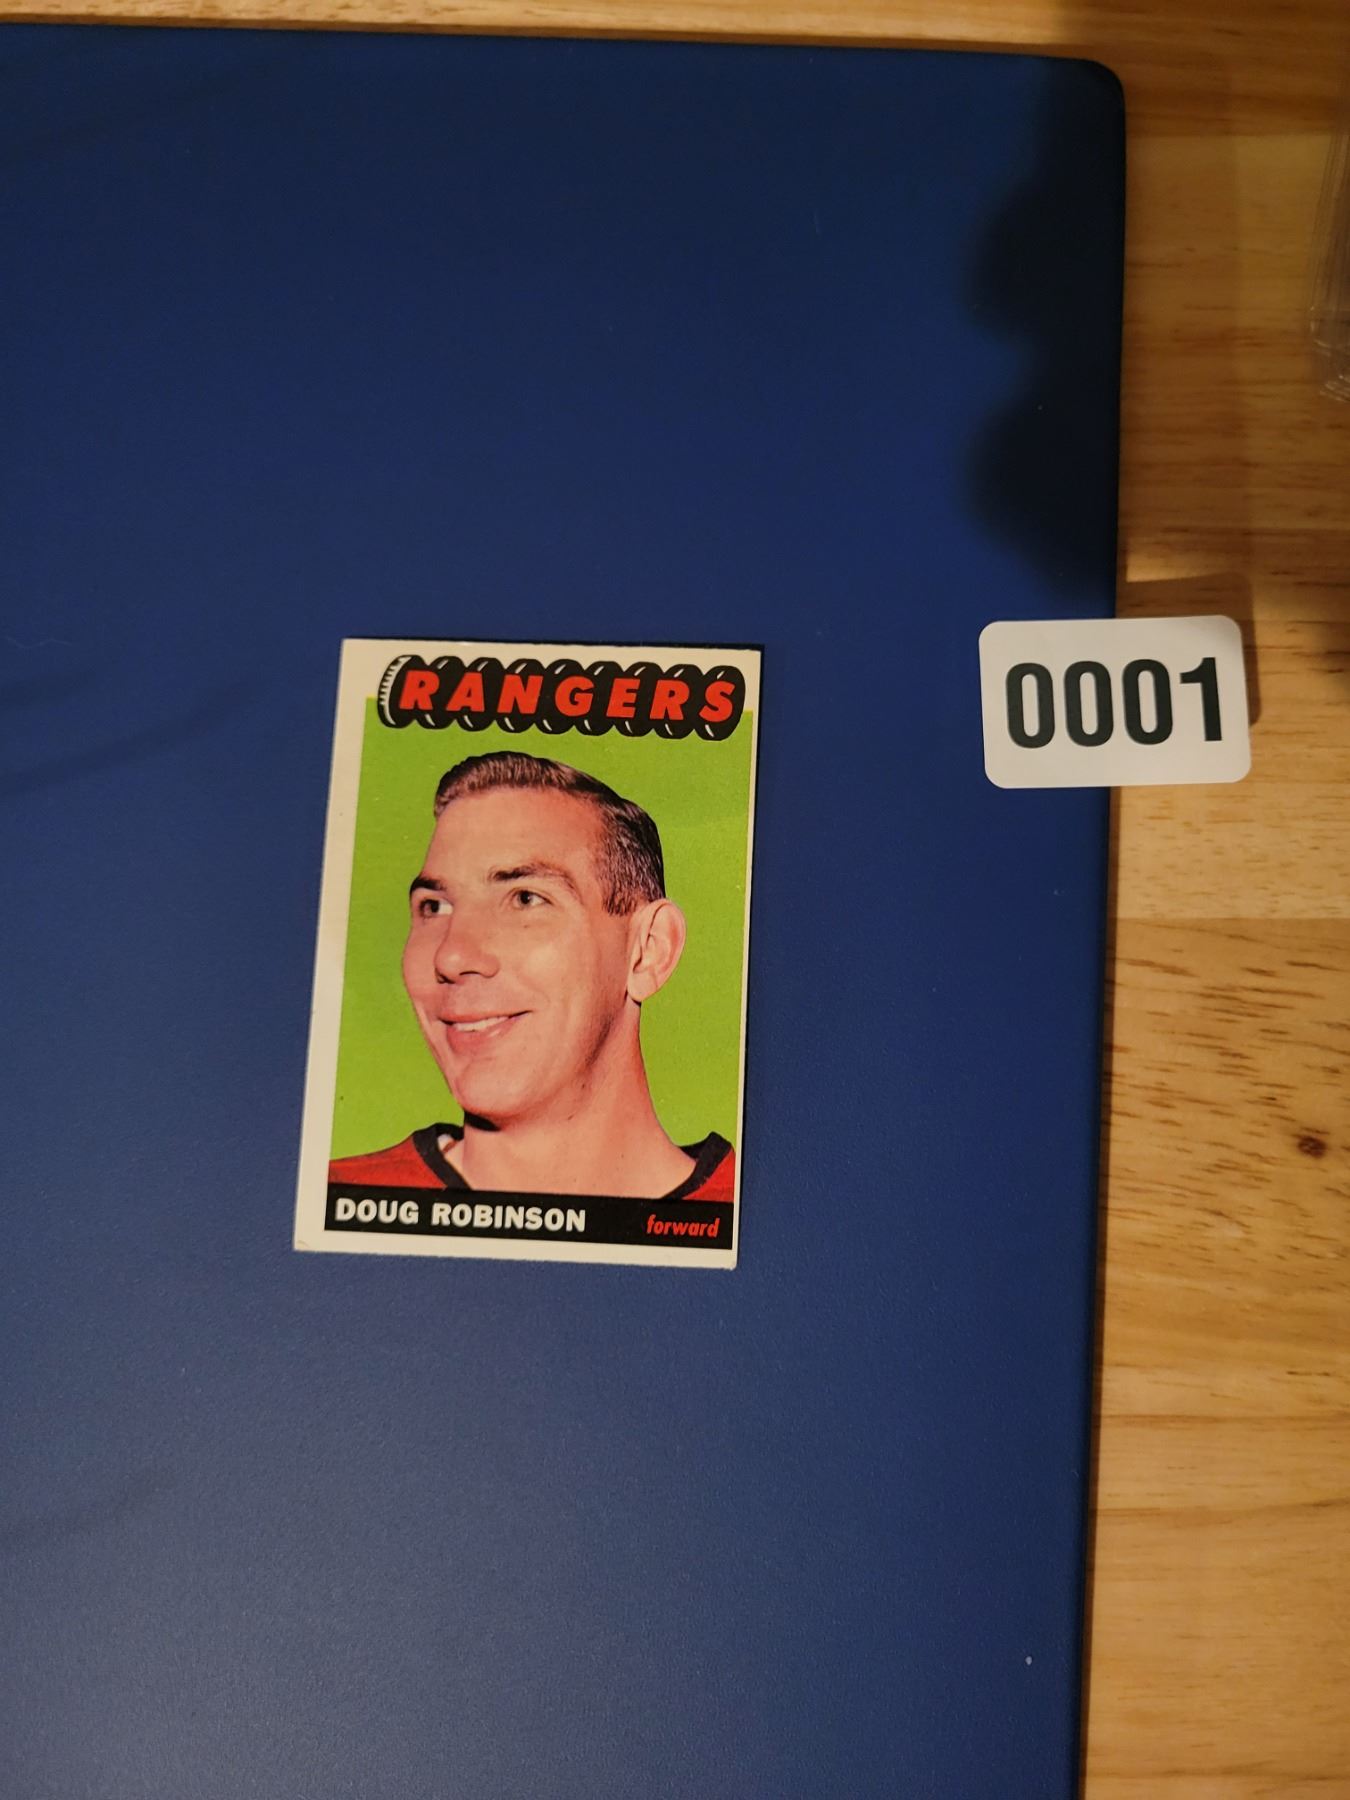 RANGERS
0001
DOUG ROBINSON
forward